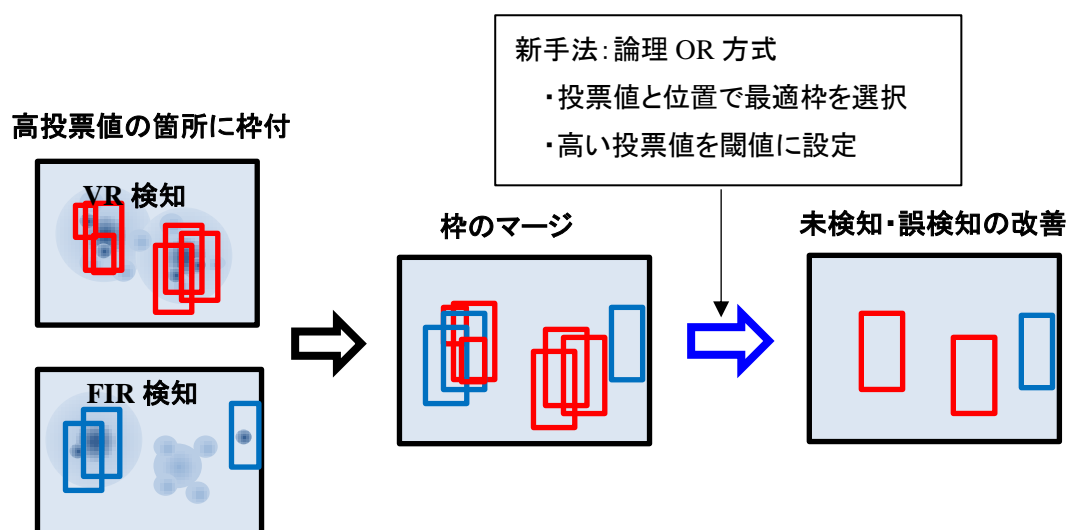 新手法：論理 OR 方式
・投票値と位置で最適枠を選択
・高い投票値を閾値に設定
高投票値の箇所に枠付
VR 検知
枠のマージ
未検知・誤検知の改善
FIR 検知